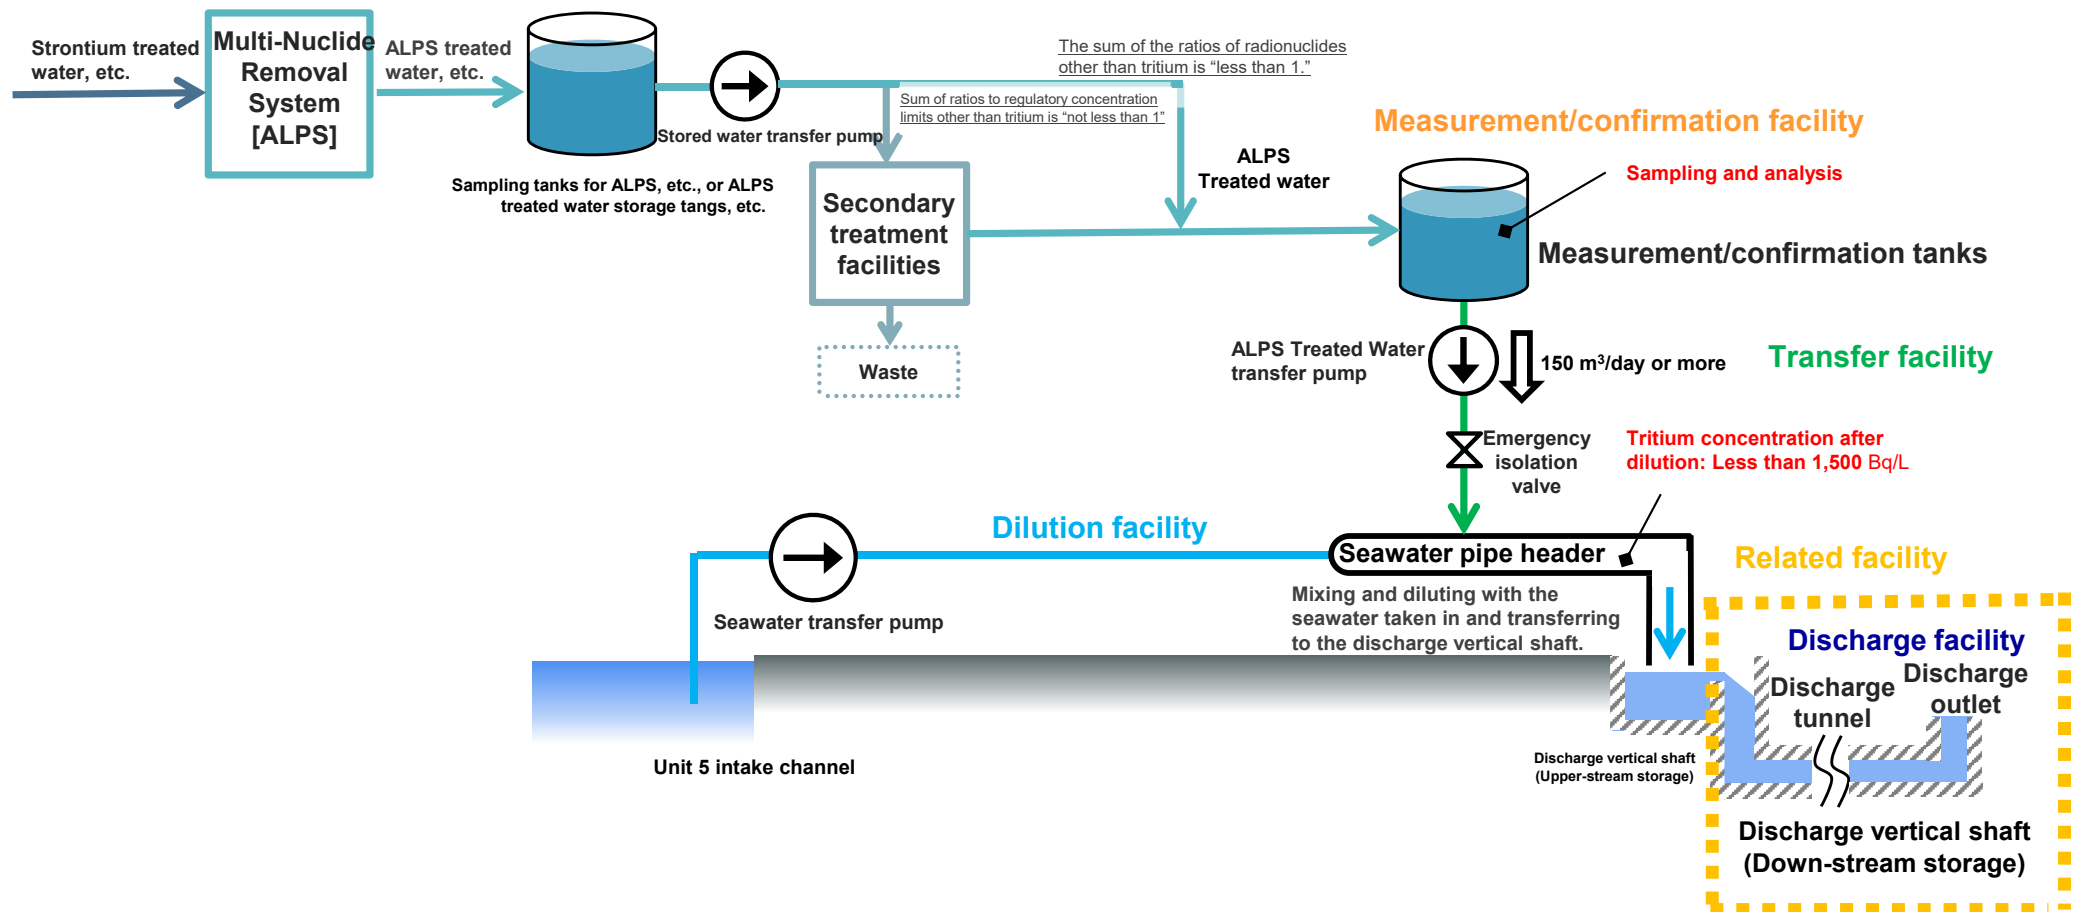 Strontium treated
water, etc.
Multi-Nuclide
Removal
System
[ALPS]
ALPS treated
water, etc.
Stored water transfer pump
Sampling tanks for ALPS, etc., or ALPS
treated water storage tangs, etc.
The sum of the ratios of radionuclides
other than tritium is “less than 1.”
Sum of ratios to regulatory concentration
limits other than tritium is “not less than 1”
Secondary
treatment
facilities
Waste
ALPS
Treated water
Measurement/confirmation facility
Sampling and analysis
Measurement/confirmation tanks
ALPS Treated Water
transfer pump
150 m³/day or more
Transfer facility
Emergency
isolation
valve
Tritium concentration after
dilution: Less than 1,500 Bq/L
Dilution facility
Seawater pipe header
Seawater transfer pump
Mixing and diluting with the
seawater taken in and transferring
to the discharge vertical shaft.
Related facility
Discharge facility
Discharge
tunnel
Discharge
outlet
Unit 5 intake channel
Discharge vertical shaft
(Upper-stream storage)
Discharge vertical shaft
(Down-stream storage)